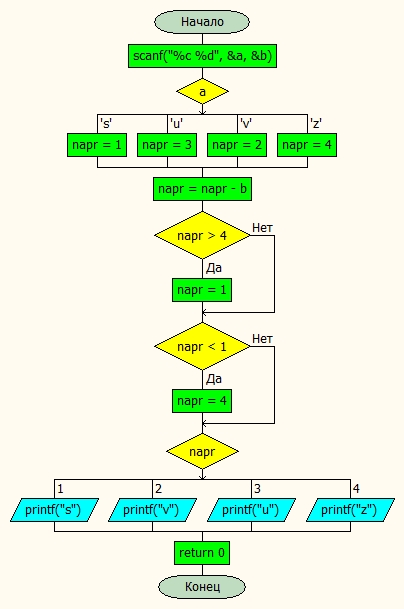 Начало
scanf("%c %d", &a, &b)
a
's' 'u' 'v' 'z'
napr = 1 napr = 3 napr = 2 napr = 4
napr = napr - b
napr > 4 Нет
Да
napr = 1
napr < 1 Нет
Да
napr = 4
napr
1 2 3 4
printf("s") printf("v") printf("u") printf("z")
return 0
Конец